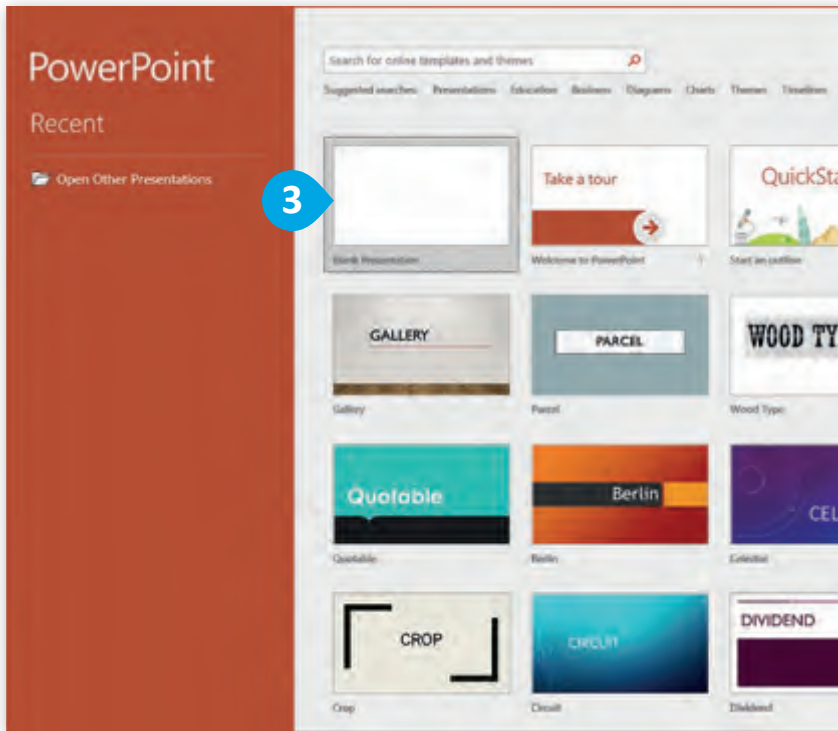 PowerPoint
Recent
Open Other Presentations
Search for online templates and themes
Suggested searches: Presentations Education Business Diagrams Charts Themes Timelines
3
Take a tour
QuickSta
Blank Presentation
Welcome to PowerPoint
Start an outline
GALLERY
PARCEL
WOOD TY
Gallery
Parcel
Wood Type
Quotable
Berlin
CEL
Quotable
Berlin
Celestial
CROP
CIRCUIT
DIVIDEND
Crop
Circuit
Dividend